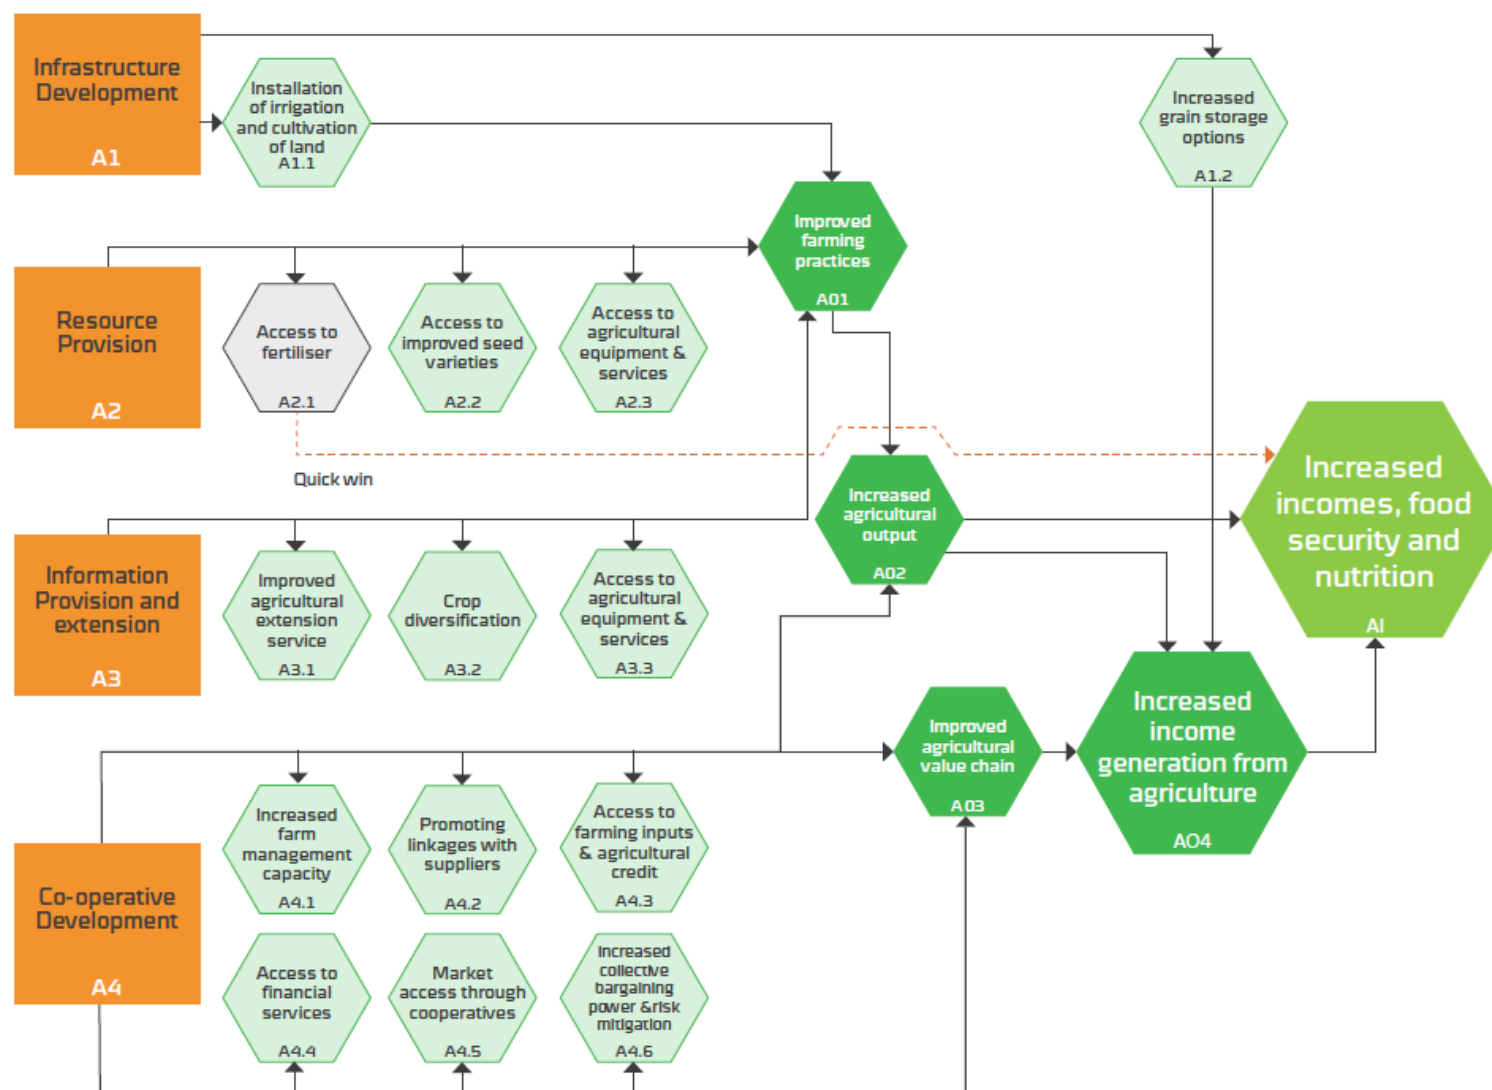 Infrastructure
Development
A1
Installation
of irrigation
and cultivation
of land
A1.1
Increased
grain storage
options
A1.2
Improved
farming
practices
A01
Resource
Provision
A2
Access to
fertiliser
A2.1
Access to
improved seed
varieties
A2.2
Access to
agricultural
equipment &
services
A2.3
Quick win
Increased
agricultural
output
A02
Increased
incomes, food
security and
nutrition
AI
Information
Provision and
extension
A3
Improved
agricultural
extension
service
A3.1
Crop
diversification
A3.2
Access to
agricultural
equipment &
services
A3.3
Improved
agricultural
value chain
A03
Increased
income
generation from
agriculture
AO4
Co-operative
Development
A4
Increased
farm
management
capacity
A4.1
Promoting
linkages with
suppliers
A4.2
Access to
farming inputs
& agricultural
credit
A4.3
Access to
financial
services
A4.4
Market
access through
cooperatives
A4.5
Increased
collective
bargaining
power &risk
mitigation
A4.6